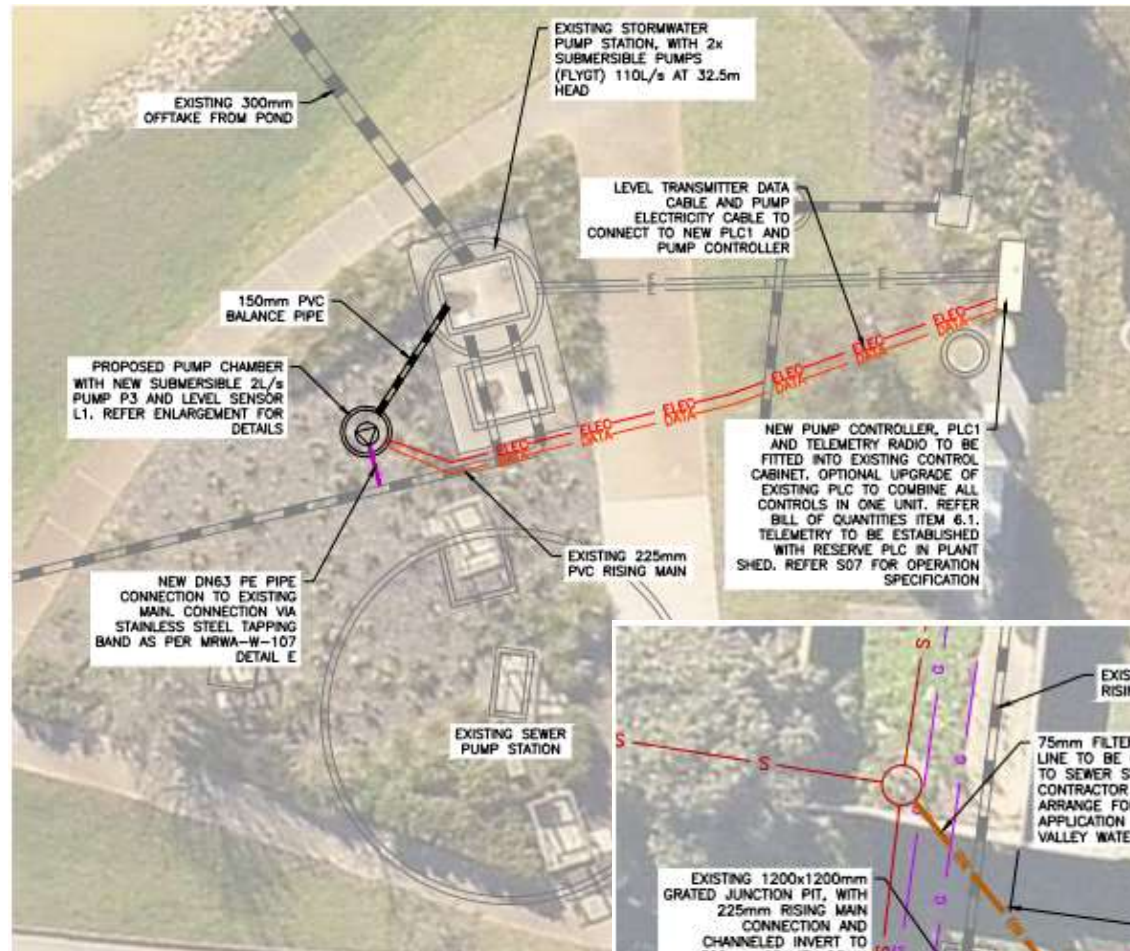 EXISTING STORMWATER
PUMP STATION, WITH 2x
SUBMERSIBLE PUMPS
(FLYGT) 110L/s AT 32.5m
HEAD
EXISTING 300mm
OFFTAKE FROM POND
LEVEL TRANSMITTER DATA
CABLE AND PUMP
ELECTRICITY CABLE TO
CONNECT TO NEW PLC1 AND
PUMP CONTROLLER
E
E
150mm PVC
BALANCE PIPE
ELEC
DATA
ELEC
DATA
ELEC
DATA
ELEC
DATA
ELEC
PROPOSED PUMP CHAMBER
WITH NEW SUBMERSIBLE 2L/s
PUMP P3 AND LEVEL SENSOR
L1. REFER ENLARGEMENT FOR
DETAILS
NEW PUMP CONTROLLER, PLC1
AND TELEMETRY RADIO TO BE
FITTED INTO EXISTING CONTROL
CABINET. OPTIONAL UPGRADE OF
EXISTING PLC TO COMBINE ALL
CONTROLS IN ONE UNIT. REFER
BILL OF QUANTITIES ITEM 6.1.
TELEMETRY TO BE ESTABLISHED
WITH RESERVE PLC IN PLANT
SHED. REFER S07 FOR OPERATION
SPECIFICATION
EXISTING 225mm
PVC RISING MAIN
NEW DN63 PE PIPE
CONNECTION TO EXISTING
MAIN. CONNECTION VIA
STAINLESS STEEL TAPPING
BAND AS PER MRWA-W-107
DETAIL E
EXISTING SEWER
PUMP STATION
S
S
S
G
G
G
G
EXIS
RISI
75mm FILTE
LINE TO BE
TO SEWER S
CONTRACTOR
ARRANGE FO
APPLICATION
VALLEY WATE
EXISTING 1200x1200mm
GRATED JUNCTION PIT, WITH
225mm RISING MAIN
CONNECTION AND
CHANNELED INVERT TO